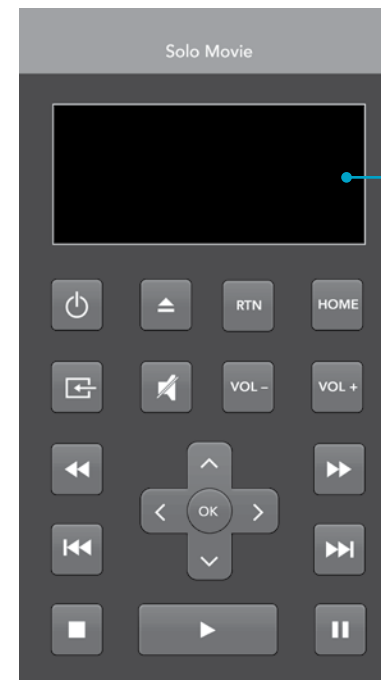 Solo Movie
RTN
HOME
VOL –
VOL +
OK